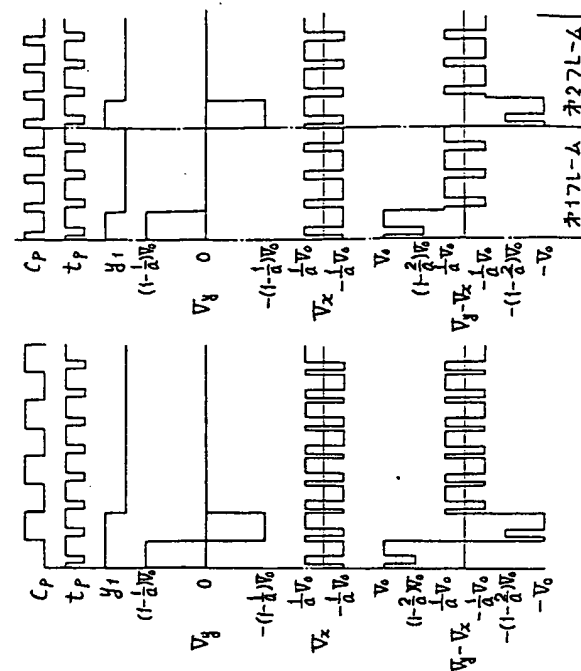 Cp
tp
y1
(1-1/a)V0
Vy
0
-(1-1/a)V0
1/a V0
Vx
-1/a V0
V0
(1-2/a)V0
1/a V0
Vy-Vx
-1/a V0
-(1-2/a)V0
-V0
才1フレーム
才2フレーム
Cp
tp
y1
(1-1/a)V0
Vy
0
-(1-1/a)V0
1/a V0
Vx
-1/a V0
V0
(1-2/a)V0
1/a V0
Vy-Vx
-1/a V0
-(1-2/a)V0
-V0